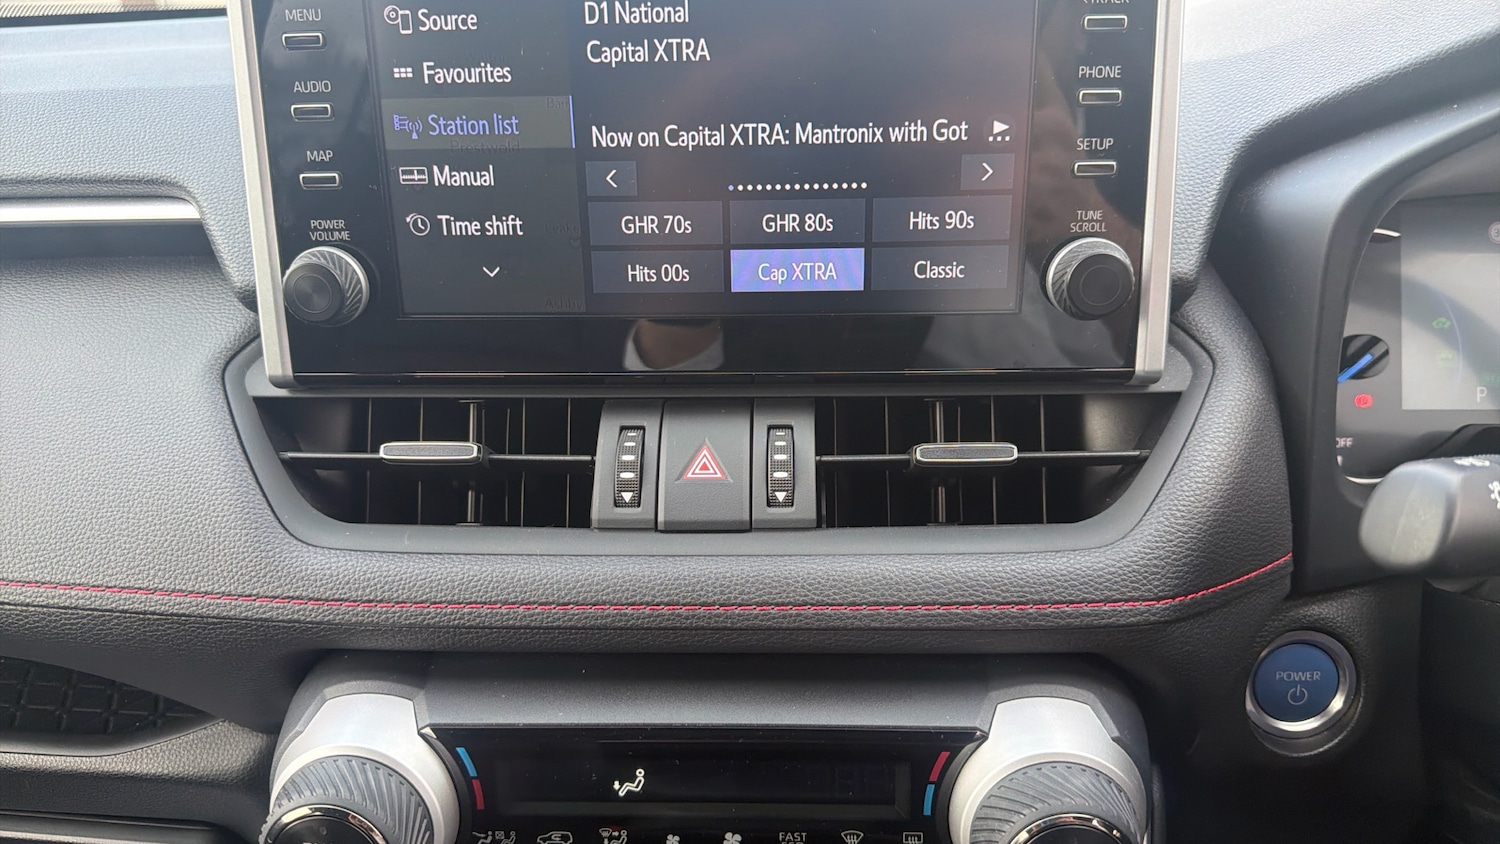 MENU
AUDIO
MAP
POWER
VOLUME
Source
Favourites
Station list
Manual
Time shift
D1 National
Capital XTRA
Now on Capital XTRA: Mantronix with Got
GHR 70s
GHR 80s
Hits 90s
Hits 00s
Cap XTRA
Classic
TRACK
PHONE
SETUP
TUNE
SCROLL
P
OFF
POWER
FAST